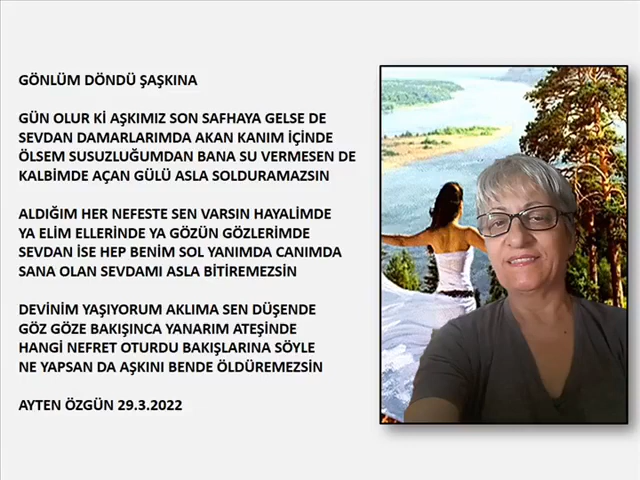 GÖNLÜM DÖNDÜ ŞAŞKINA
GÜN OLUR Kİ AŞKIMIZ SON SAFHAYA GELSE DE
SEVDAN DAMARLARIMDA AKAN KANIM İÇİNDE
ÖLSEM SUSUZLUĞUMDAN BANA SU VERMESEN DE
KALBİMDE AÇAN GÜLÜ ASLA SOLDURAMAZSIN
ALDIĞIM HER NEFESTE SEN VARSIN HAYALİMDE
YA ELİM ELLERİNDE YA GÖZÜN GÖZLERİMDE
SEVDAN İSE HEP BENİM SOL YANIMDA CANIMDA
SANA OLAN SEVDAMI ASLA BİTİREMEZSİN
DEVİNİM YAŞIYORUM AKLIMA SEN DÜŞENDE
GÖZ GÖZE BAKIŞINCA YANARIM ATEŞİNDE
HANGİ NEFRET OTURDU BAKIŞLARINA SÖYLE
NE YAPSAN DA AŞKINI BENDE ÖLDÜREMEZSİN
AYTEN ÖZGÜN 29.3.2022